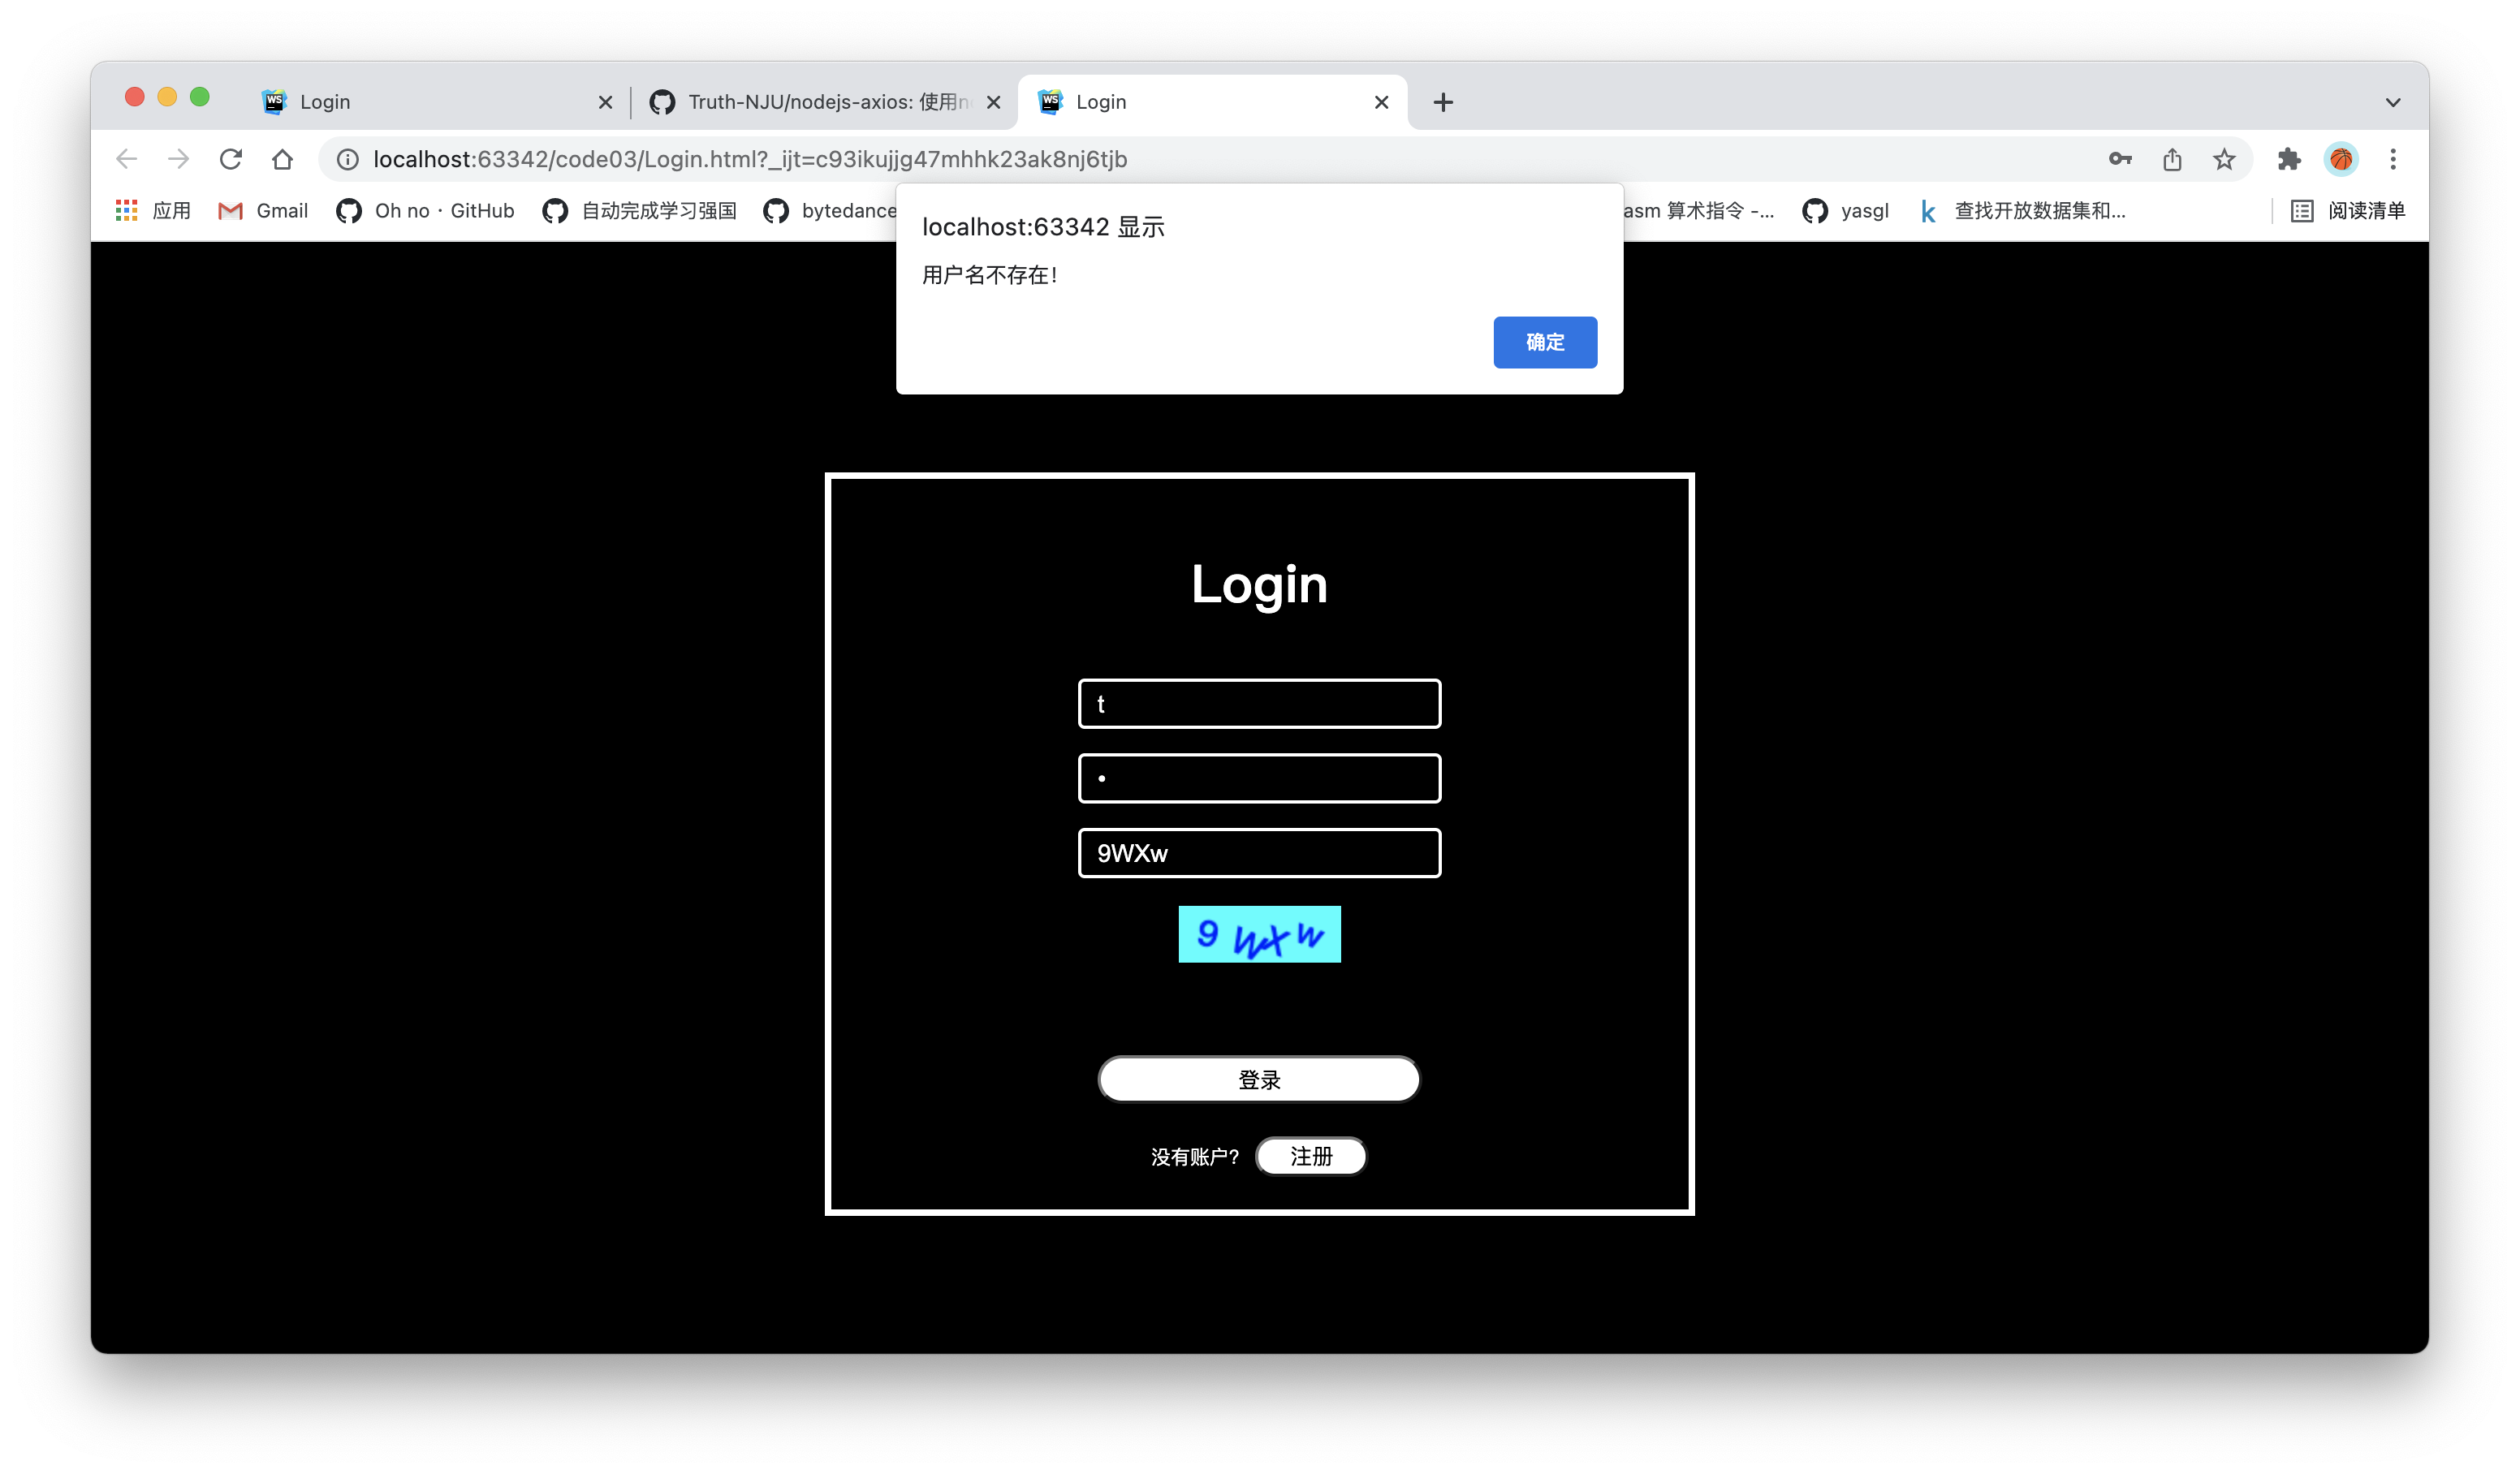 Login
Truth-NJU/nodejs-axios: 使用n
Login
localhost:63342/code03/Login.html?_ijt=c93ikujjg47mhhk23ak8nj6tjb
应用 Gmail Oh no · GitHub 自动完成学习强国 bytedance asm 算术指令 -... yasgl 查找开放数据集和... 阅读清单
localhost:63342 显示
用户名不存在!
确定
Login
t
•
9WXw
9 W X w
登录
没有账户? 注册